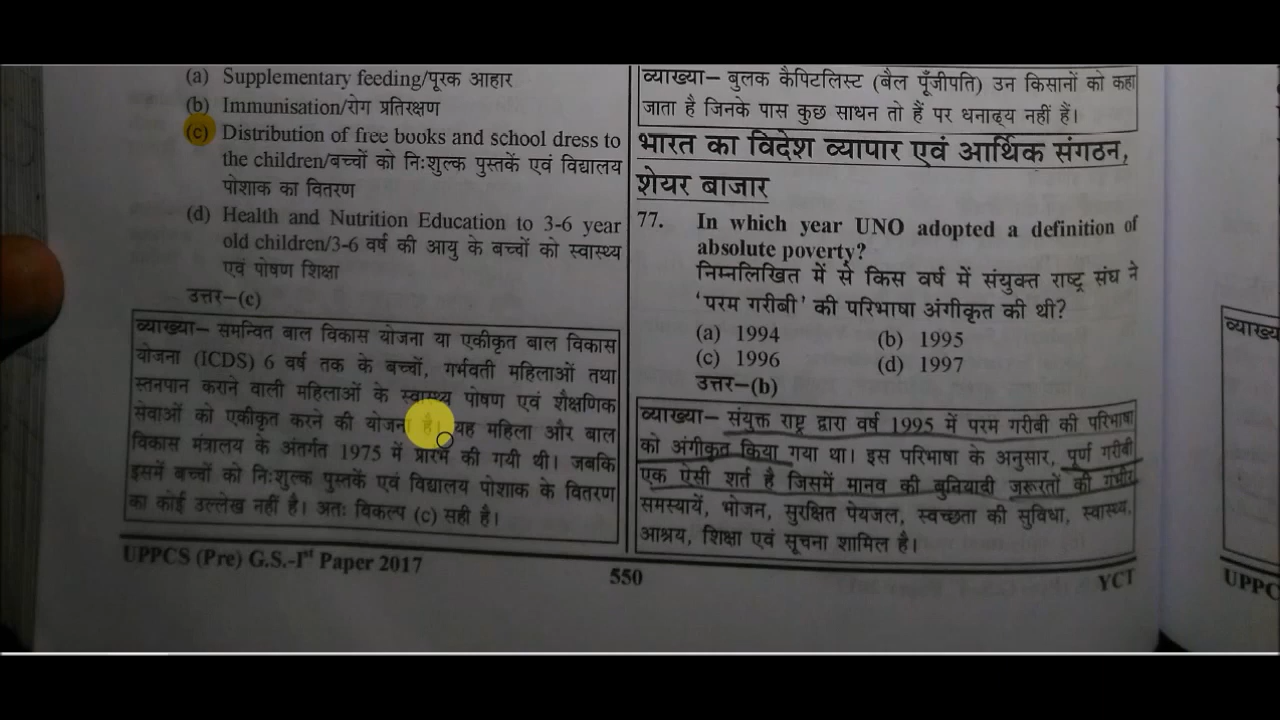 (a) Supplementary feeding/पूरक आहार
(b) Immunisation/रोग प्रतिरक्षण
(c) Distribution of free books and school dress to
the children/बच्चों को निःशुल्क पुस्तकें एवं विद्यालय
पोशाक का वितरण
(d) Health and Nutrition Education to 3-6 year
old children/3-6 वर्ष की आयु के बच्चों को स्वास्थ्य
एवं पोषण शिक्षा
उत्तर–(c)
व्याख्या– समन्वित बाल विकास योजना या एकीकृत बाल विकास
योजना (ICDS) 6 वर्ष तक के बच्चों, गर्भवती महिलाओं तथा
स्तनपान कराने वाली महिलाओं के स्वास्थ्य पोषण एवं शैक्षणिक
सेवाओं को एकीकृत करने की योजना है। यह महिला और बाल
विकास मंत्रालय के अंतर्गत 1975 में प्रारंभ की गयी थी। जबकि
इसमें बच्चों को निःशुल्क पुस्तकें एवं विद्यालय पोशाक के वितरण
का कोई उल्लेख नहीं है। अतः विकल्प (c) सही है।
UPPCS (Pre) G.S.-Ist Paper 2017
व्याख्या– बुलक कैपिटलिस्ट (बैल पूँजीपति) उन किसानों को कहा
जाता है जिनके पास कुछ साधन तो हैं पर धनाढ्य नहीं हैं।
भारत का विदेश व्यापार एवं आर्थिक संगठन,
शेयर बाजार
77. In which year UNO adopted a definition of
absolute poverty?
निम्नलिखित में से किस वर्ष में संयुक्त राष्ट्र संघ ने
'परम गरीबी' की परिभाषा अंगीकृत की थी?
(a) 1994 (b) 1995
(c) 1996 (d) 1997
उत्तर–(b)
व्याख्या– संयुक्त राष्ट्र द्वारा वर्ष 1995 में परम गरीबी की परिभाषा
को अंगीकृत किया गया था। इस परिभाषा के अनुसार, पूर्ण गरीबी
एक ऐसी शर्त है जिसमें मानव की बुनियादी जरूरतों की गंभीर
समस्यायें, भोजन, सुरक्षित पेयजल, स्वच्छता की सुविधा, स्वास्थ्य,
आश्रय, शिक्षा एवं सूचना शामिल है।
550
YCT
व्याख्य
UPPC